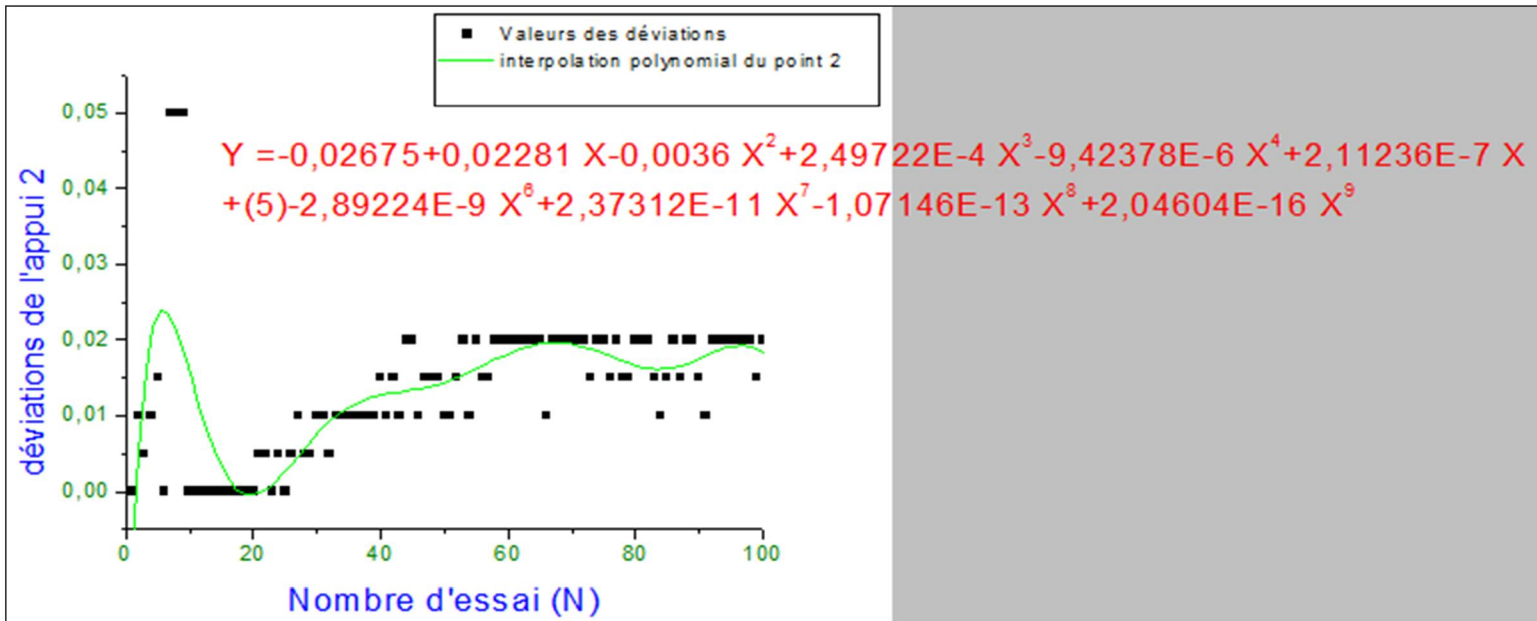 Valeurs des déviations
interpolation polynomial du point 2
0,05
0,04
0,03
0,02
0,01
0,00
déviations de l'appui 2
Y =-0,02675+0,02281 X-0,0036 X²+2,49722E-4 X³-9,42378E-6 X⁴+2,11236E-7 X
+(5)-2,89224E-9 X⁶+2,37312E-11 X⁷-1,07146E-13 X⁸+2,04604E-16 X⁹
0 20 40 60 80 100
Nombre d'essai (N)